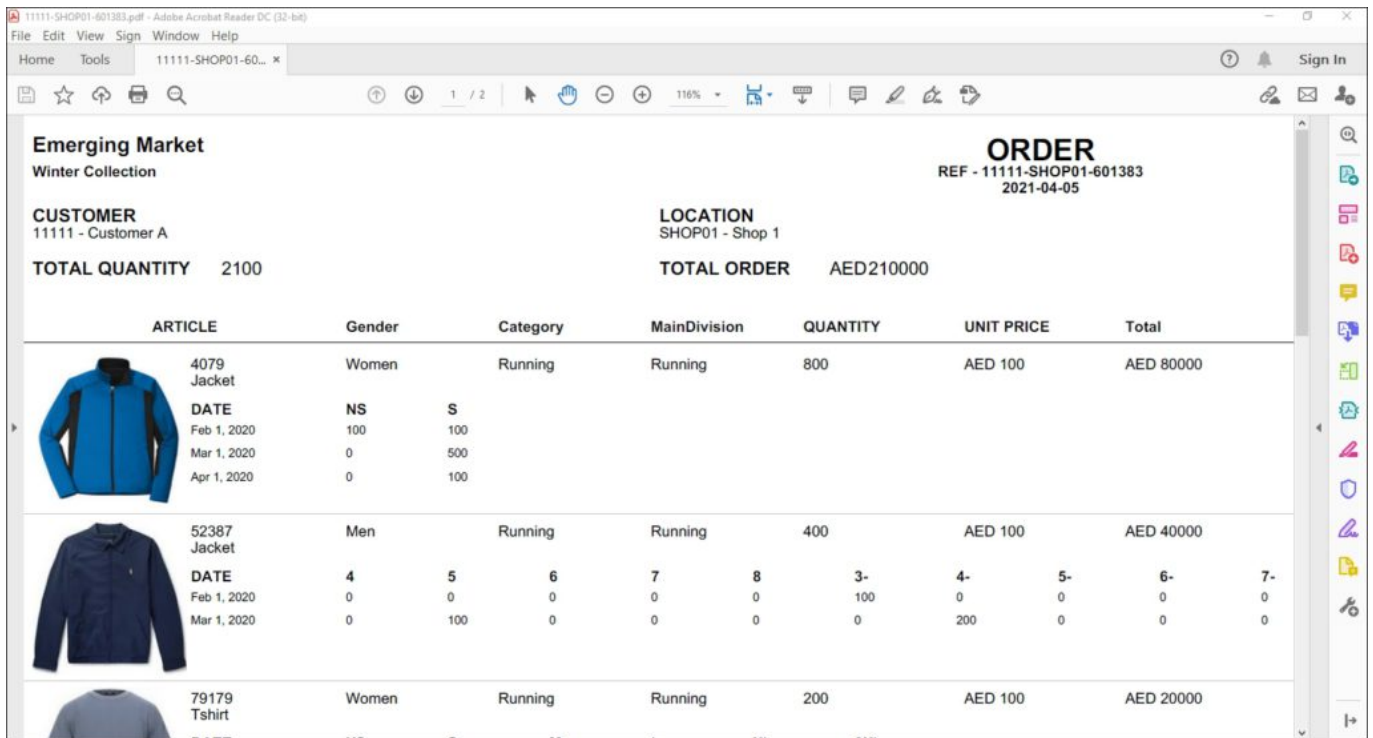 11111-SHOP01-601383.pdf - Adobe Acrobat Reader DC (32-bit)
File Edit View Sign Window Help
Home Tools 11111-SHOP01-60... × Sign In
1 / 2 116%
Emerging Market ORDER
Winter Collection REF - 11111-SHOP01-601383
2021-04-05
CUSTOMER LOCATION
11111 - Customer A SHOP01 - Shop 1
TOTAL QUANTITY 2100 TOTAL ORDER AED210000
ARTICLE Gender Category MainDivision QUANTITY UNIT PRICE Total
4079 Women Running Running 800 AED 100 AED 80000
Jacket
DATE NS S
Feb 1, 2020 100 100
Mar 1, 2020 0 500
Apr 1, 2020 0 100
52387 Men Running Running 400 AED 100 AED 40000
Jacket
DATE 4 5 6 7 8 3- 4- 5- 6- 7-
Feb 1, 2020 0 0 0 0 0 100 0 0 0 0
Mar 1, 2020 0 100 0 0 0 0 200 0 0 0
79179 Women Running Running 200 AED 100 AED 20000
Tshirt